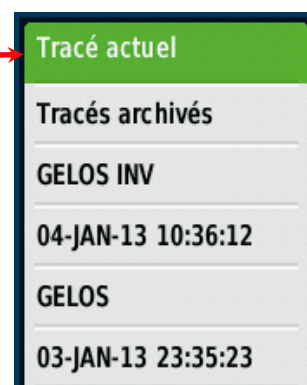 Tracé actuel
Tracés archivés
GELOS INV
04-JAN-13 10:36:12
GELOS
03-JAN-13 23:35:23